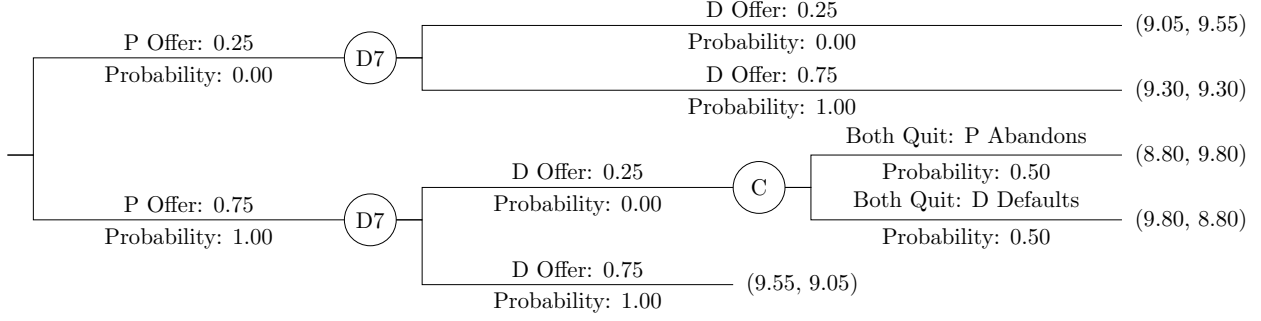 D Offer: 0.25
(9.05, 9.55)
P Offer: 0.25
Probability: 0.00
D7
Probability: 0.00
D Offer: 0.75
(9.30, 9.30)
Probability: 1.00
Both Quit: P Abandons
(8.80, 9.80)
D Offer: 0.25
Probability: 0.50
C
P Offer: 0.75
Probability: 0.00
Both Quit: D Defaults
(9.80, 8.80)
D7
Probability: 1.00
Probability: 0.50
D Offer: 0.75
(9.55, 9.05)
Probability: 1.00